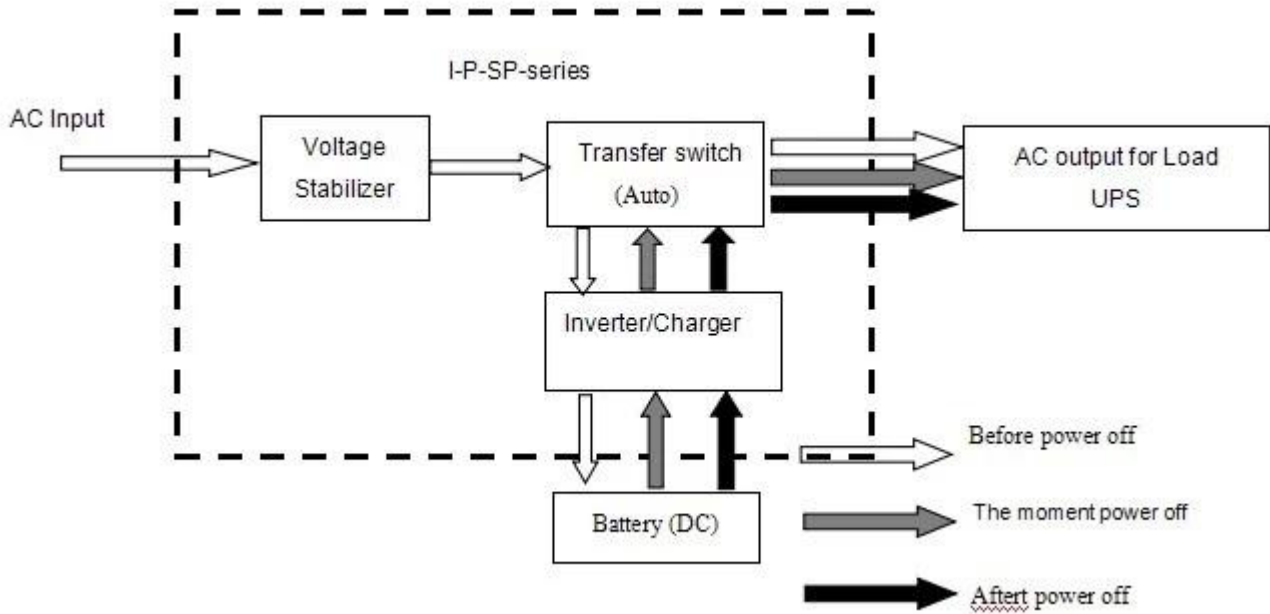 I-P-SP-series
AC Input
Voltage
Stabilizer
Transfer switch
(Auto)
AC output for Load
UPS
Inverter/Charger
Battery (DC)
Before power off
The moment power off
Aftert power off